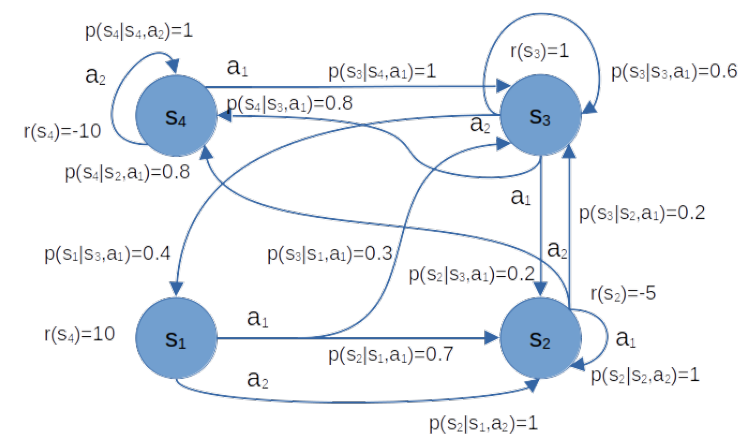 p(s₄|s₄,a₂)=1
r(s₃)=1
a₂
a₁
p(s₃|s₄,a₁)=1
p(s₃|s₃,a₁)=0.6
s₄
p(s₄|s₃,a₁)=0.8
a₂
s₃
r(s₄)=-10
p(s₄|s₂,a₁)=0.8
a₁
p(s₃|s₂,a₁)=0.2
p(s₁|s₃,a₁)=0.4
p(s₃|s₁,a₁)=0.3
a₂
p(s₂|s₃,a₁)=0.2
r(s₂)=-5
r(s₄)=10
s₁
a₁
s₂
a₁
p(s₂|s₁,a₁)=0.7
p(s₂|s₂,a₂)=1
a₂
p(s₂|s₁,a₂)=1